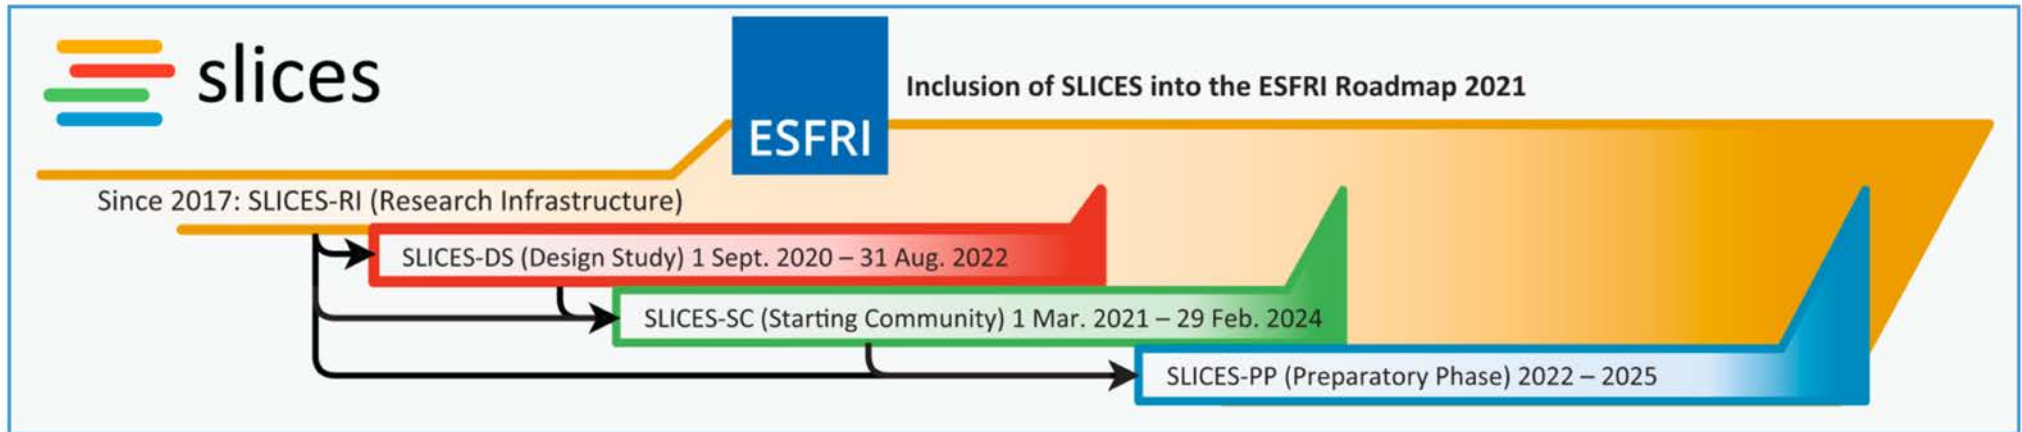 slices
ESFRI
Inclusion of SLICES into the ESFRI Roadmap 2021
Since 2017: SLICES-RI (Research Infrastructure)
SLICES-DS (Design Study) 1 Sept. 2020 – 31 Aug. 2022
SLICES-SC (Starting Community) 1 Mar. 2021 – 29 Feb. 2024
SLICES-PP (Preparatory Phase) 2022 – 2025